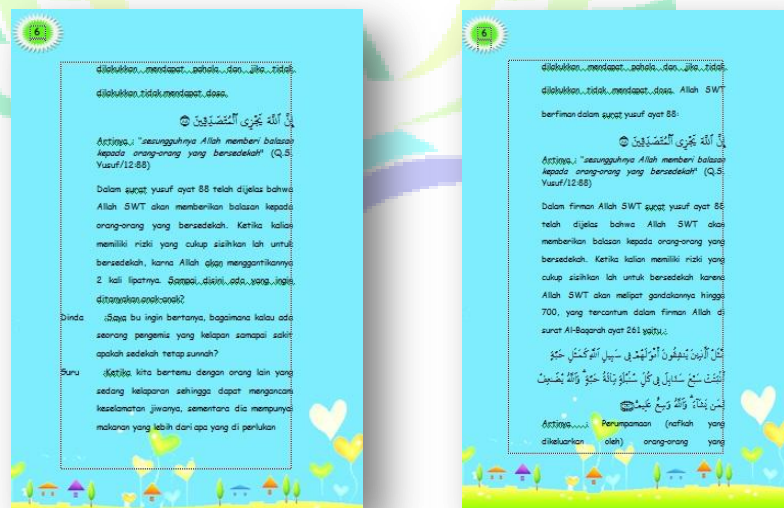 6
dilakukkan mendapat pahala dan jika tidak
dilakukkan tidak mendapat dosa.
إِنَّ ٱللَّهَ يَجْزِى ٱلْمُتَصَدِّقِينَ ۝
Artinya : "sesungguhnya Allah memberi balasan
kepada orang-orang yang bersedekah" (Q.S.
Yusuf/12:88)
Dalam surat yusuf ayat 88 telah dijelas bahwa
Allah SWT akan memberikan balasan kepada
orang-orang yang bersedekah. Ketika kalian
memiliki rizki yang cukup sisihkan lah untuk
bersedekah, karna Allah akan menggantikannya
2 kali lipatnya. Sampai disini ada yang ingin
ditanyakan anak-anak?
Dinda :Saya bu ingin bertanya, bagaimana kalau ada
seorang pengemis yang kelapan samapai sakit
apakah sedekah tetap sunnah?
Guru :Ketika kita bertemu dengan orang lain yang
sedang kelaparan sehingga dapat mengancam
keselamatan jiwanya, sementara dia mempunyai
makanan yang lebih dari apa yang di perlukan
6
dilakukkan mendapat pahala dan jika tidak
dilakukkan tidak mendapat dosa. Allah SWT
berfiman dalam surat yusuf ayat 88:
إِنَّ ٱللَّهَ يَجْزِى ٱلْمُتَصَدِّقِينَ ۝
Artinya : "sesungguhnya Allah memberi balasan
kepada orang-orang yang bersedekah" (Q.S.
Yusuf/12:88)
Dalam firman Allah SWT surat yusuf ayat 88
telah dijelas bahwa Allah SWT akan
memberikan balasan kepada orang-orang yang
bersedekah. Ketika kalian memiliki rizki yang
cukup sisihkan lah untuk bersedekah karena
Allah SWT akan melipat gandakannya hingga
700, yang tercantum dalam firman Allah di
surat Al-Baqarah ayat 261 yaitu :
مَّثَلُ ٱلَّذِينَ يُنفِقُونَ أَمْوَٰلَهُمْ فِى سَبِيلِ ٱللَّهِ كَمَثَلِ حَبَّةٍ
أَنۢبَتَتْ سَبْعَ سَنَابِلَ فِى كُلِّ سُنۢبُلَةٍ مِّا۟ئَةُ حَبَّةٍ ۗ وَٱللَّهُ يُضَٰعِفُ
لِمَن يَشَآءُ ۗ وَٱللَّهُ وَٰسِعٌ عَلِيمٌ
Artinya : Perumpamaan (nafkah yang
dikeluarkan oleh) orang-orang yang